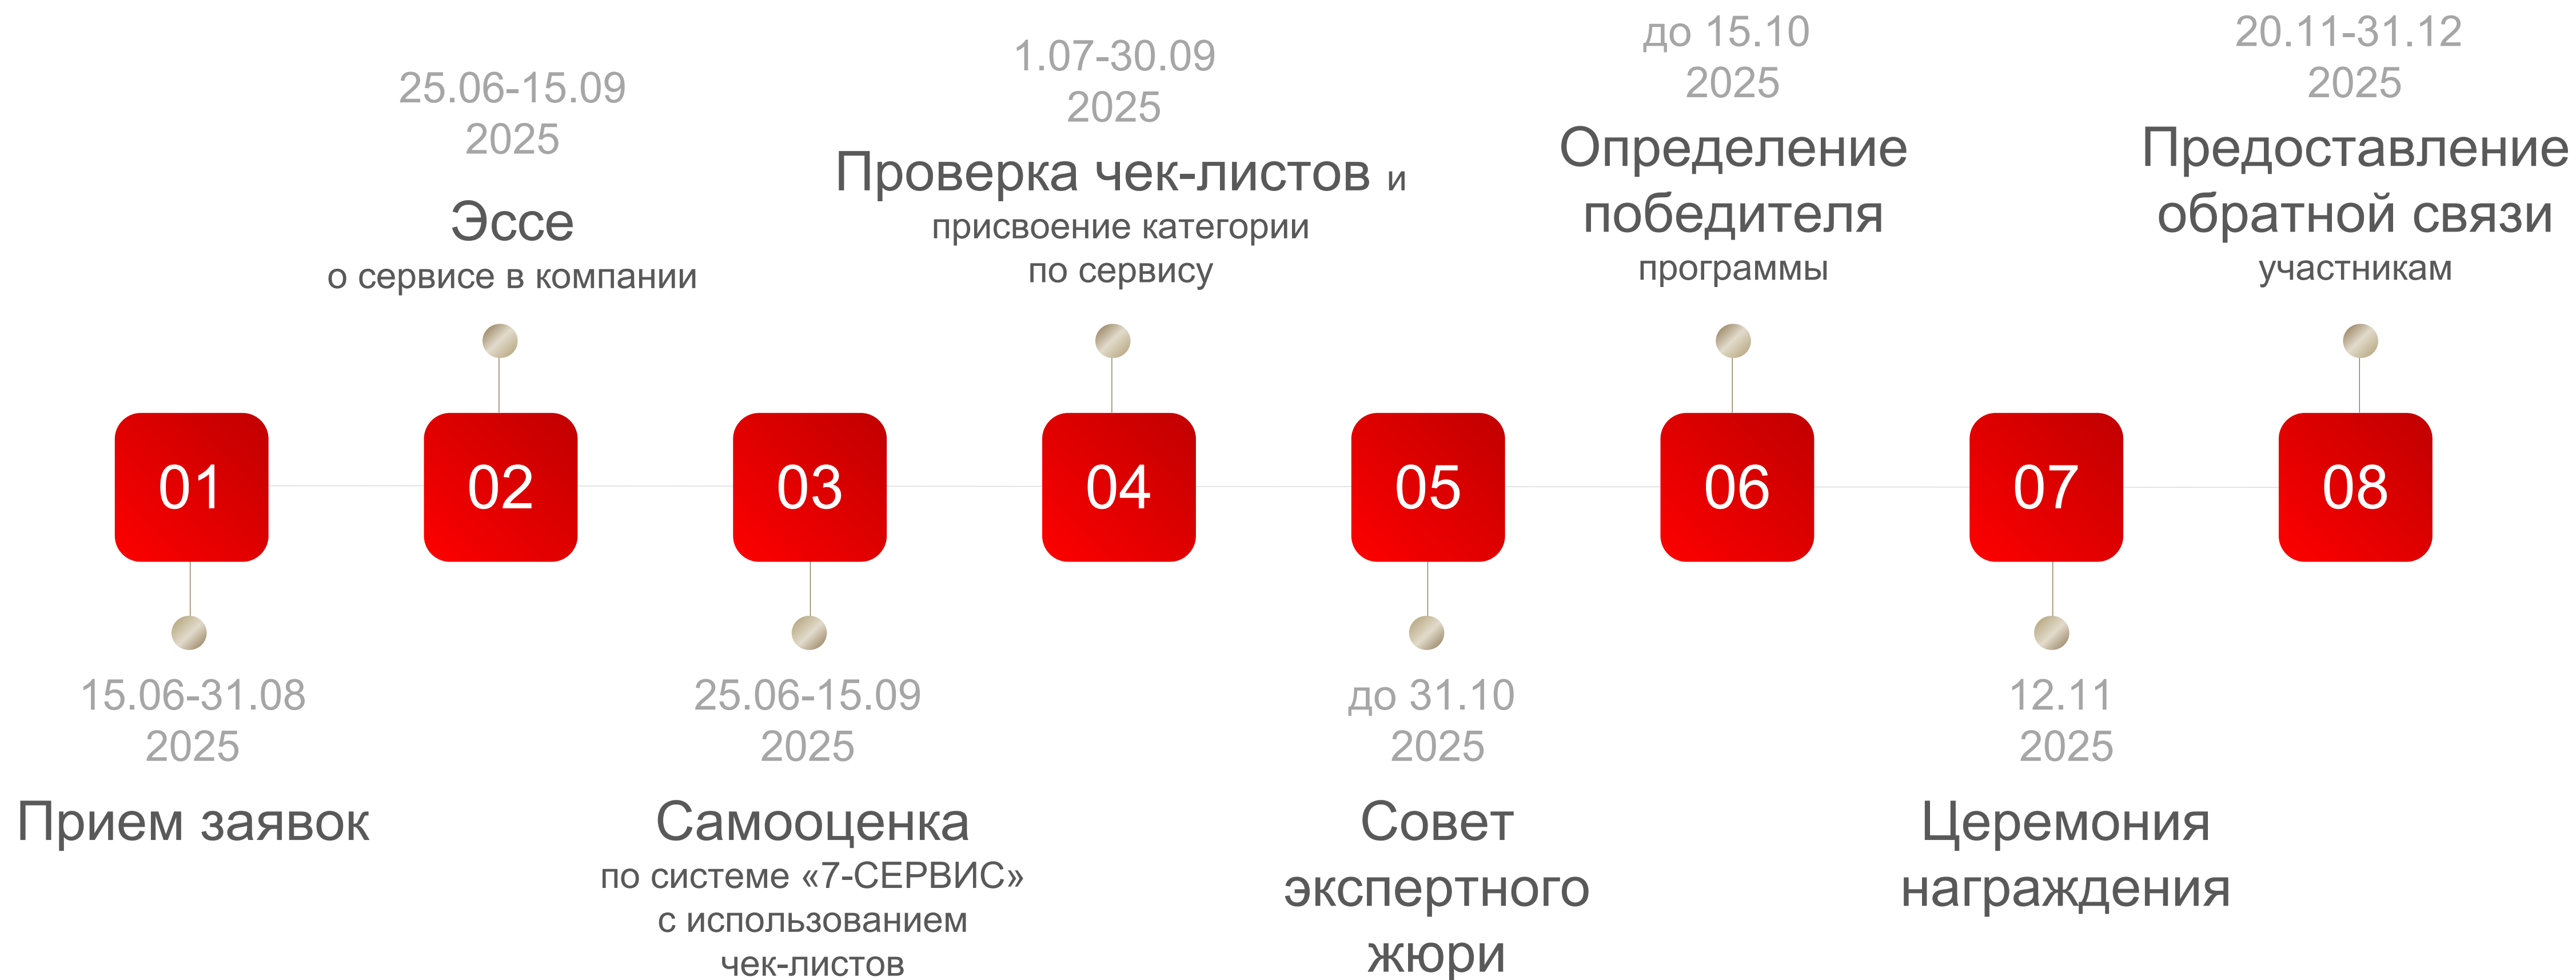 25.06-15.09
2025
Эссе
о сервисе в компании
1.07-30.09
2025
Проверка чек-листов и
присвоение категории
по сервису
до 15.10
2025
Определение
победителя
программы
20.11-31.12
2025
Предоставление
обратной связи
участникам
01
02
03
04
05
06
07
08
15.06-31.08
2025
Прием заявок
25.06-15.09
2025
Самооценка
по системе «7-СЕРВИС»
с использованием
чек-листов
до 31.10
2025
Совет
экспертного
жюри
12.11
2025
Церемония
награждения